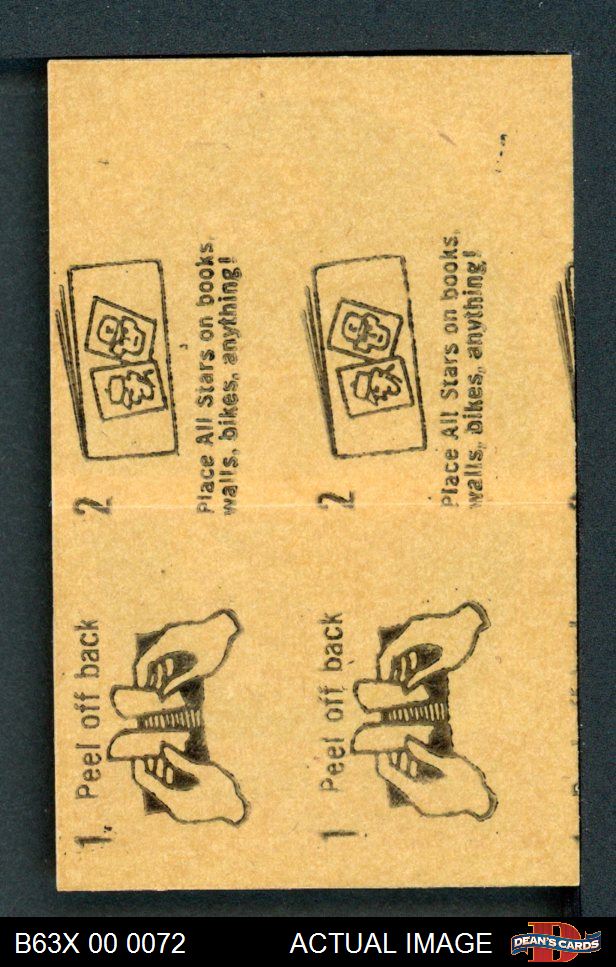 1. Peel off back
2
Place All Stars on books,
walls, bikes, anything!
1 Peel off back
2
Place All Stars on books,
walls, bikes, anything!
B63X 00 0072
ACTUAL IMAGE
D
DEAN'S CARDS